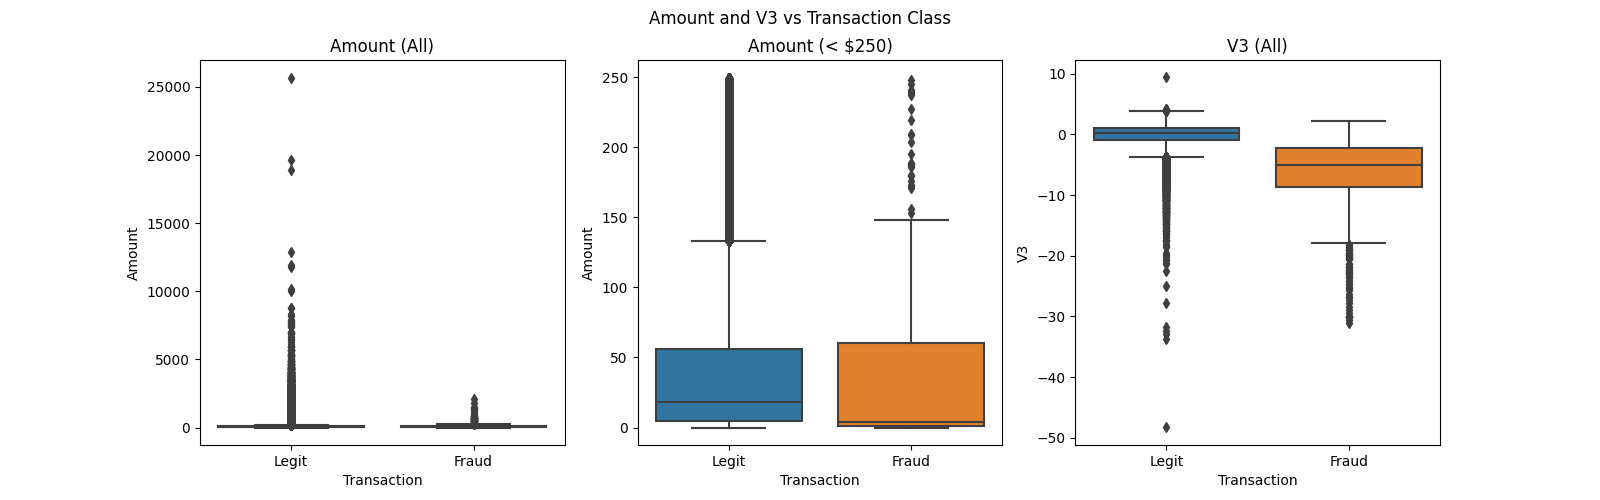 Amount and V3 vs Transaction Class
Amount (All)
25000
20000
15000
10000
5000
0
Amount
Legit
Fraud
Transaction
Amount (< $250)
250
200
150
100
50
0
Amount
Legit
Fraud
Transaction
V3 (All)
10
0
−10
−20
−30
−40
−50
V3
Legit
Fraud
Transaction